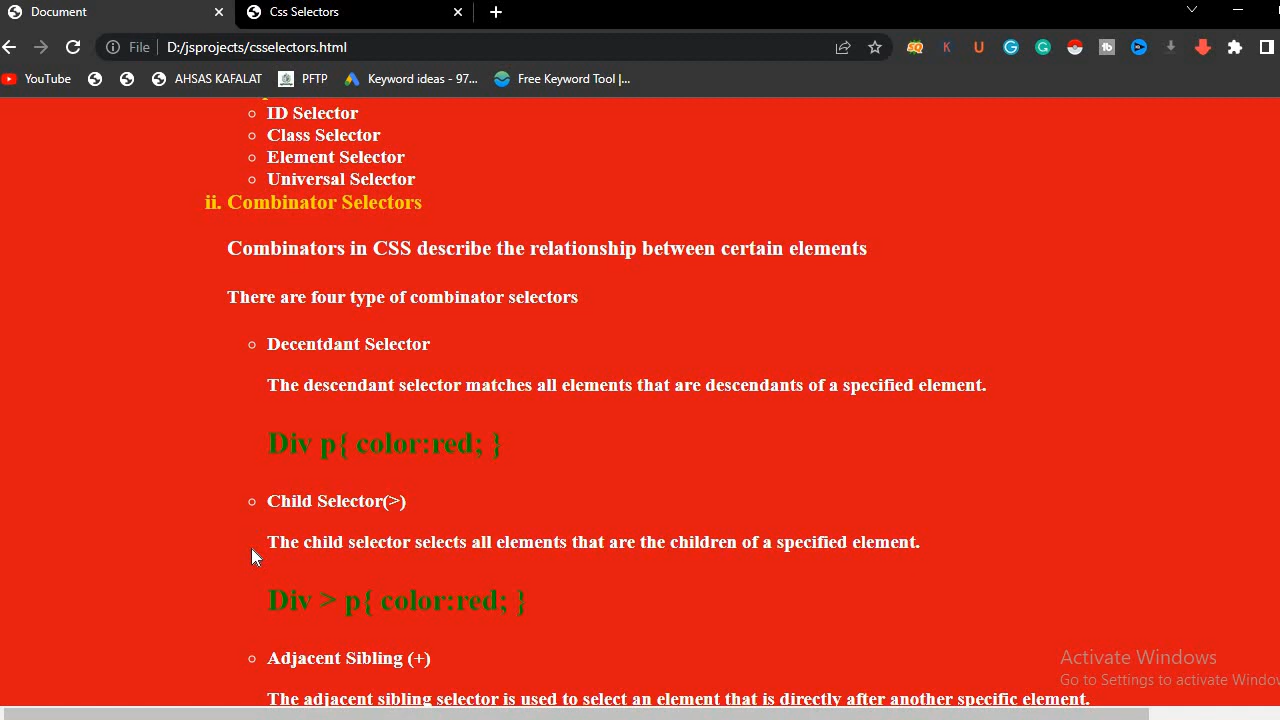 Document
Css Selectors
File
D:/jsprojects/csselectors.html
YouTube
AHSAS KAFALAT
PFTP
Keyword ideas - 97...
Free Keyword Tool |...
ID Selector
Class Selector
Element Selector
Universal Selector
ii. Combinator Selectors
Combinators in CSS describe the relationship between certain elements
There are four type of combinator selectors
Decentdant Selector
The descendant selector matches all elements that are descendants of a specified element.
Div p{ color:red; }
Child Selector(>)
The child selector selects all elements that are the children of a specified element.
Div > p{ color:red; }
Adjacent Sibling (+)
The adjacent sibling selector is used to select an element that is directly after another specific element.
Activate Windows
Go to Settings to activate Window